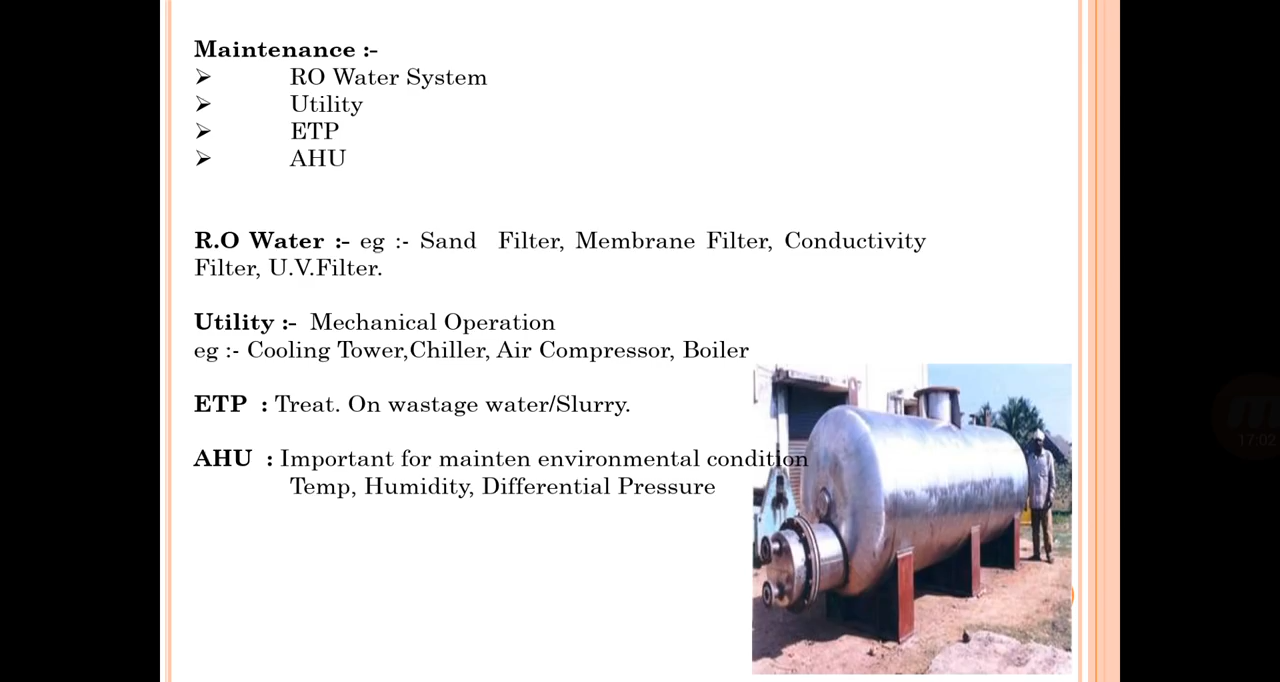 Maintenance :-
➢ RO Water System
➢ Utility
➢ ETP
➢ AHU
R.O Water :- eg :- Sand Filter, Membrane Filter, Conductivity
Filter, U.V.Filter.
Utility :- Mechanical Operation
eg :- Cooling Tower,Chiller, Air Compressor, Boiler
ETP : Treat. On wastage water/Slurry.
AHU : Important for mainten environmental condition
Temp, Humidity, Differential Pressure
17:02